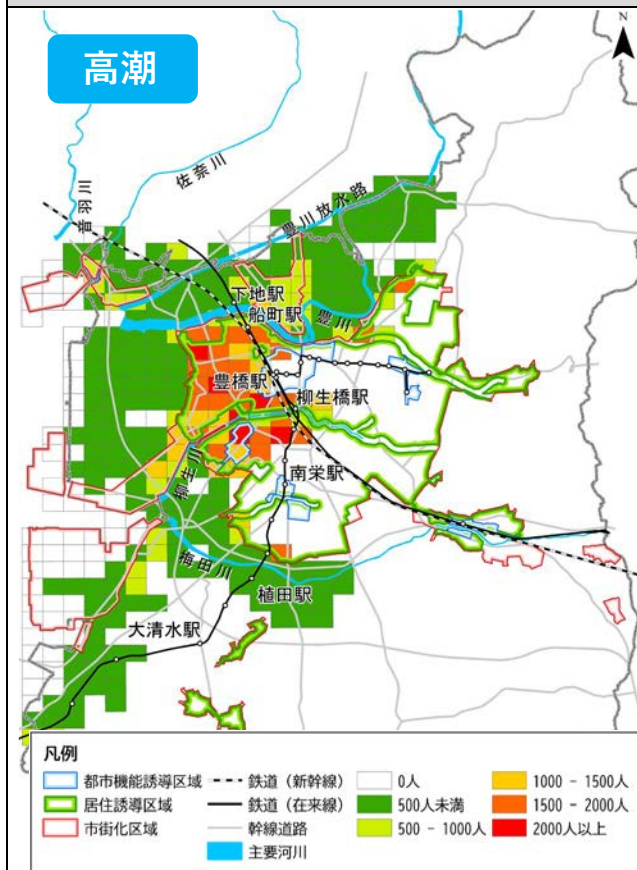 高潮
N
音羽川
佐奈川
豊川放水路
下地駅
船町駅
豊川
豊橋駅
柳生橋駅
柳生川
南栄駅
梅田川
植田駅
大清水駅
凡例
都市機能誘導区域
居住誘導区域
市街化区域
鉄道（新幹線）
鉄道（在来線）
幹線道路
主要河川
0人
500人未満
500 - 1000人
1000 - 1500人
1500 - 2000人
2000人以上